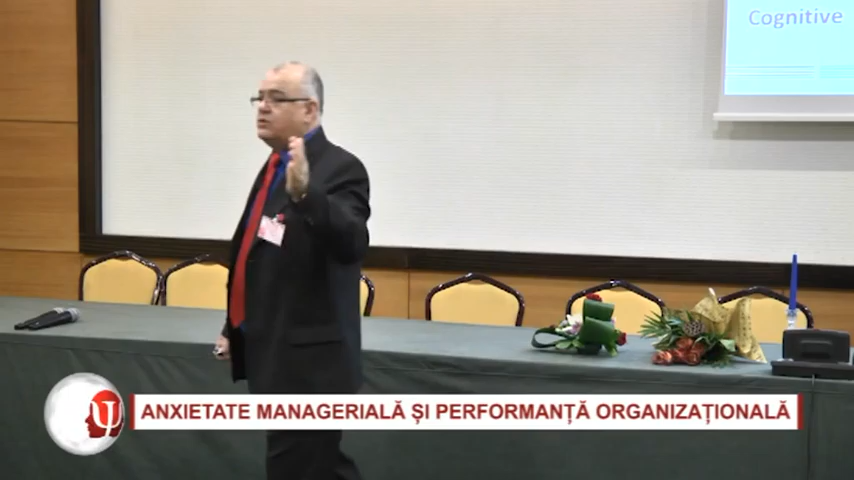 Cognitive
Ψ
ANXIETATE MANAGERIALĂ ȘI PERFORMANȚĂ ORGANIZAȚIONALĂ